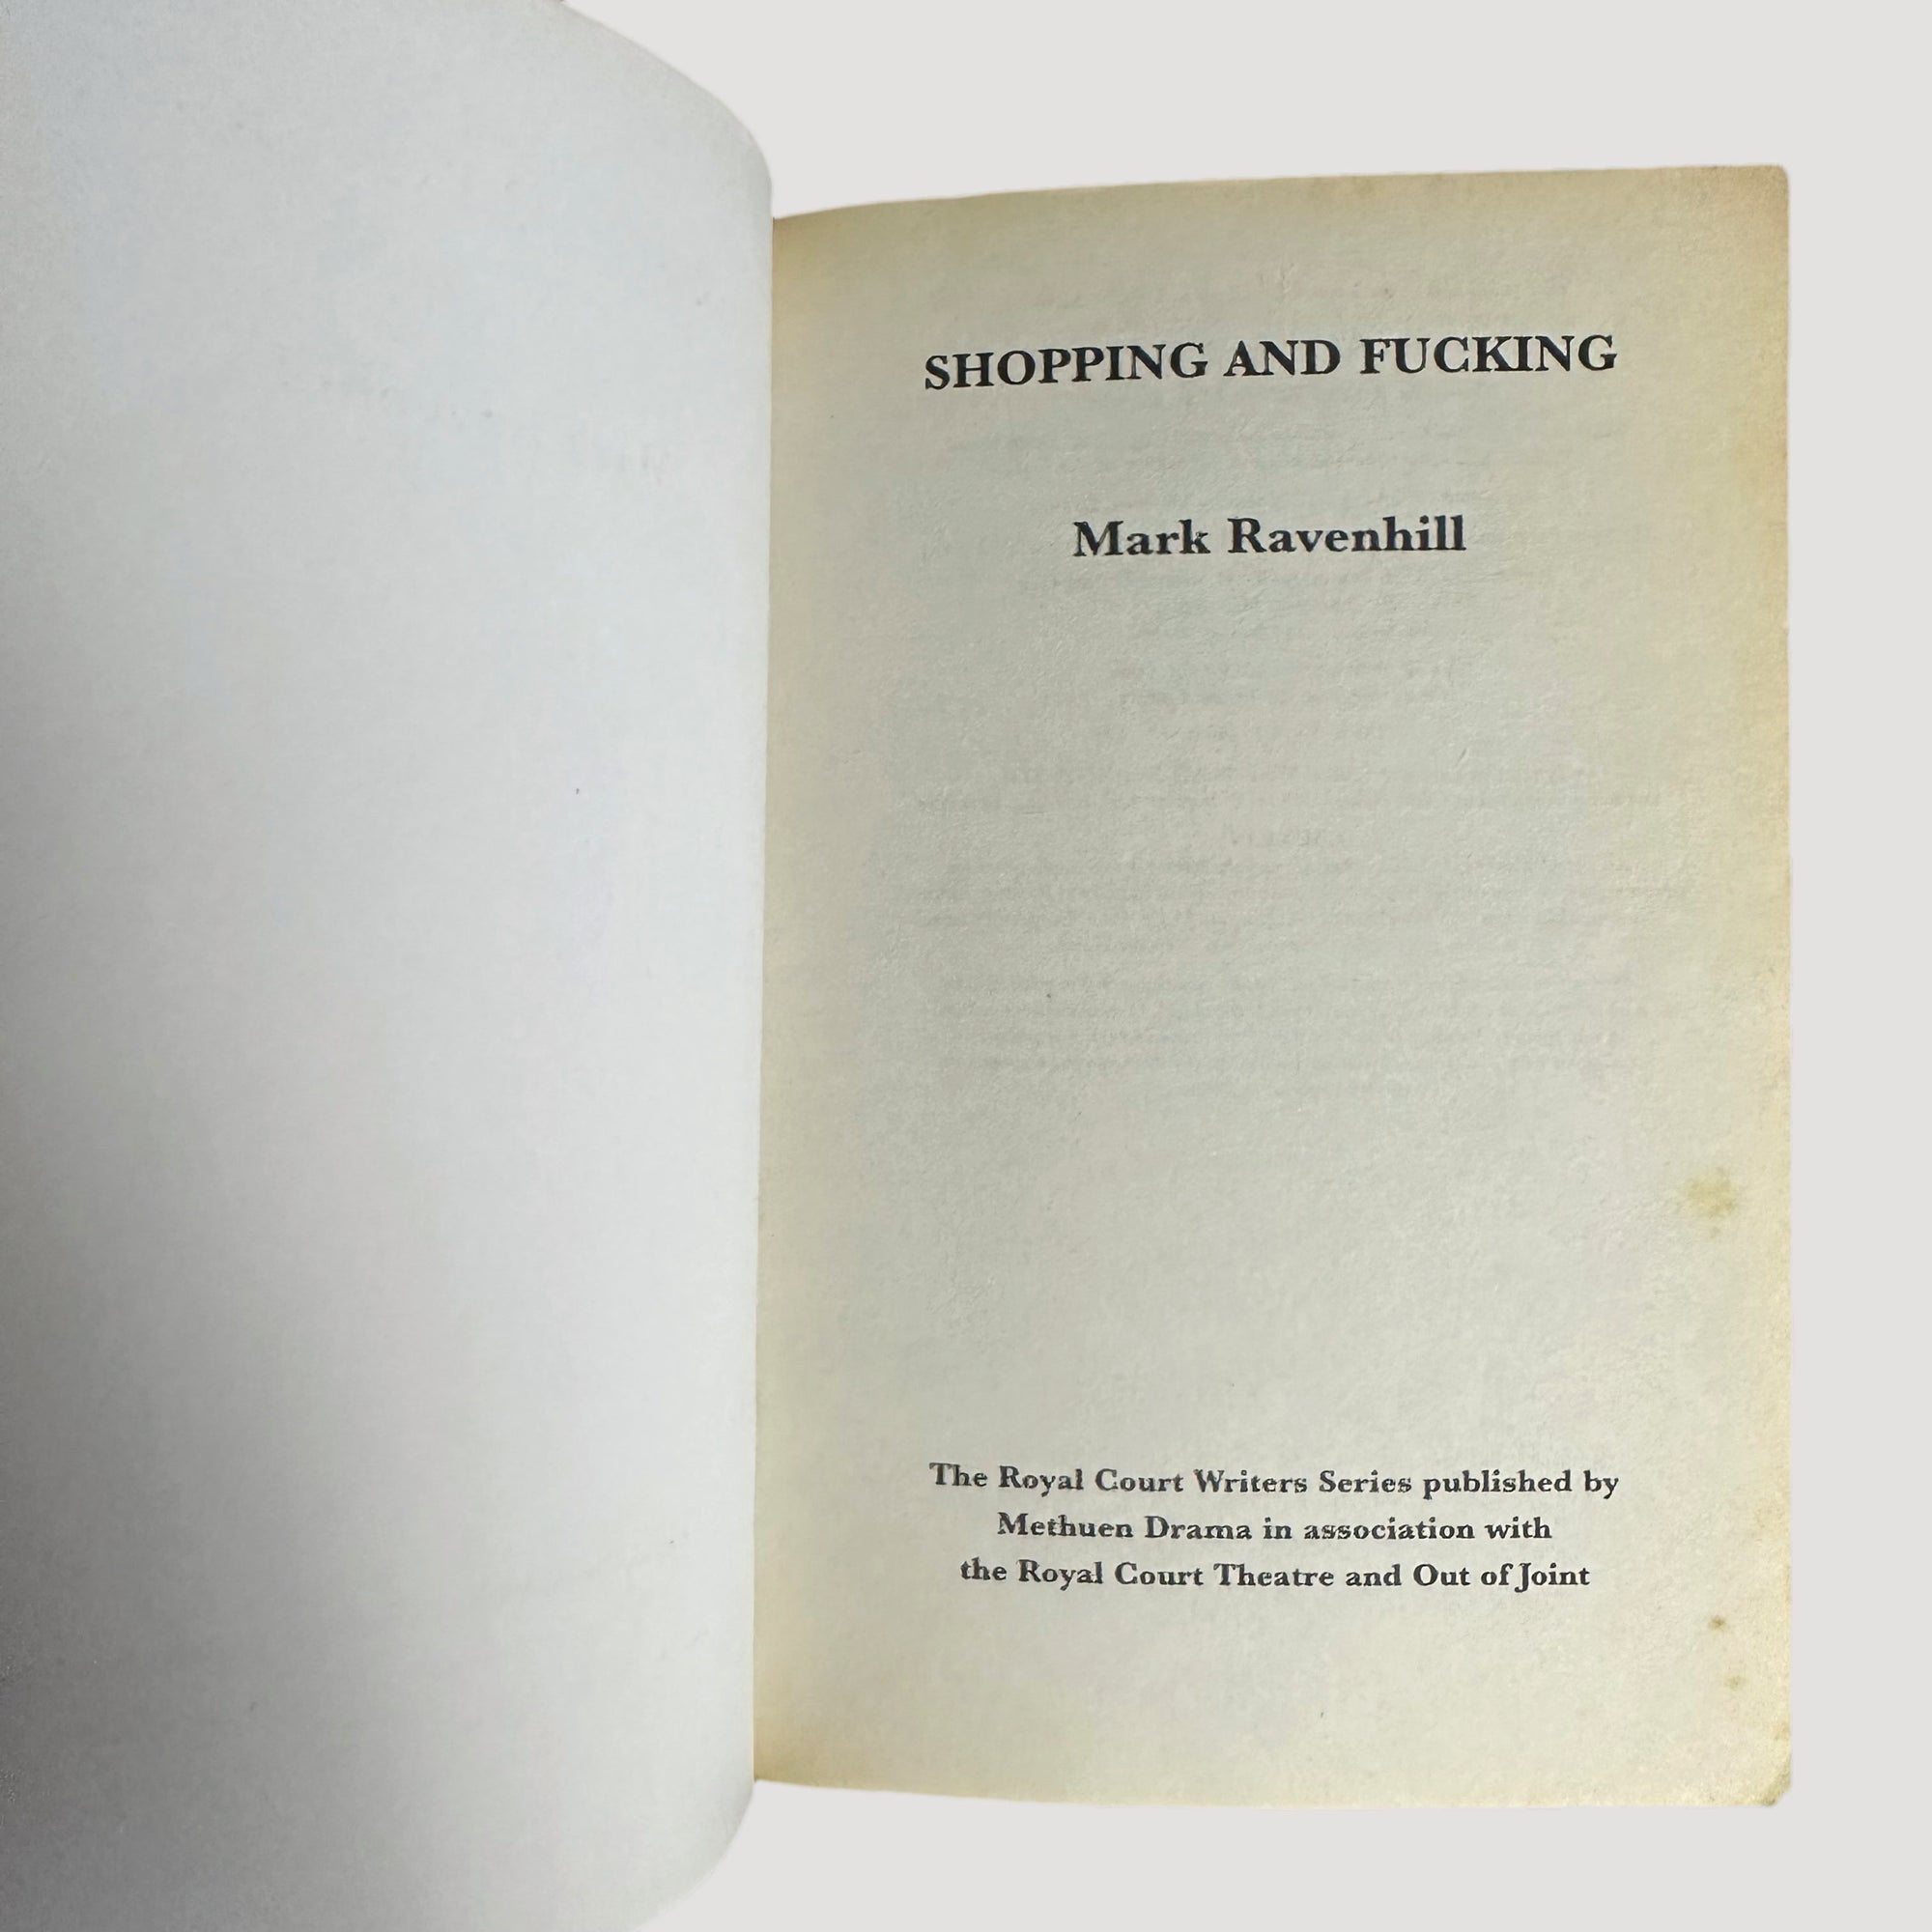 SHOPPING AND FUCKING
Mark Ravenhill
The Royal Court Writers Series published by
Methuen Drama in association with
the Royal Court Theatre and Out of Joint